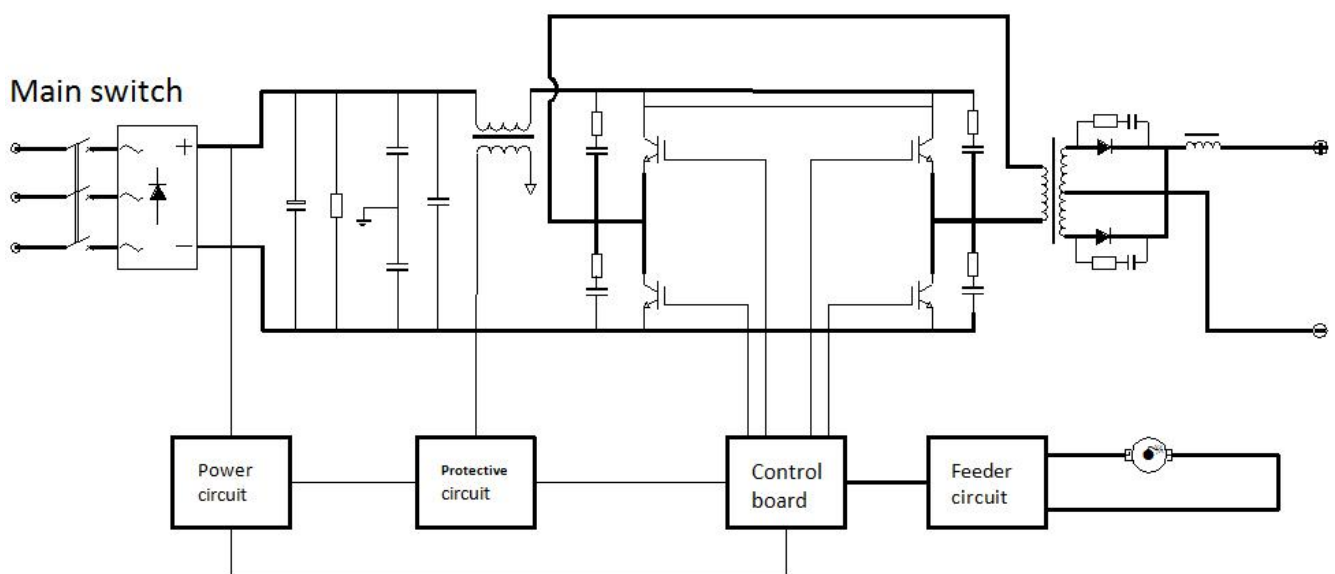 Main switch
+
−
Power
circuit
Protective
circuit
Control
board
Feeder
circuit